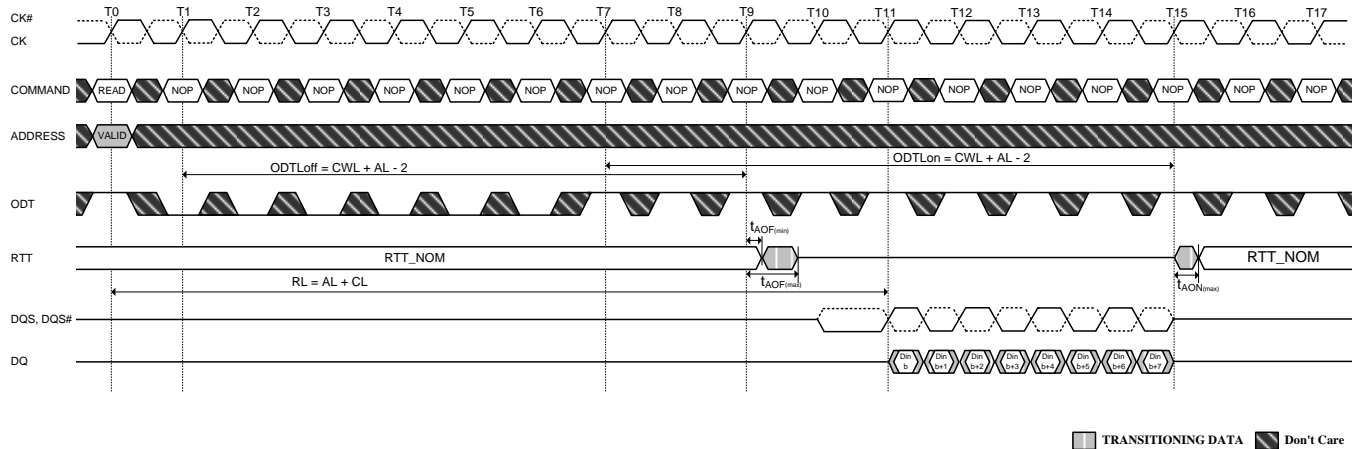 CK#
CK
T0 T1 T2 T3 T4 T5 T6 T7 T8 T9 T10 T11 T12 T13 T14 T15 T16 T17
COMMAND READ NOP NOP NOP NOP NOP NOP NOP NOP NOP NOP NOP NOP NOP NOP NOP NOP NOP
ADDRESS VALID
ODTLoff = CWL + AL - 2
ODTLon = CWL + AL - 2
ODT
tAOF(min)
RTT RTT_NOM RTT_NOM
tAOF(max)
tAON(max)
RL = AL + CL
DQS, DQS#
DQ Din b Din b+1 Din b+2 Din b+3 Din b+4 Din b+5 Din b+6 Din b+7
TRANSITIONING DATA Don't Care